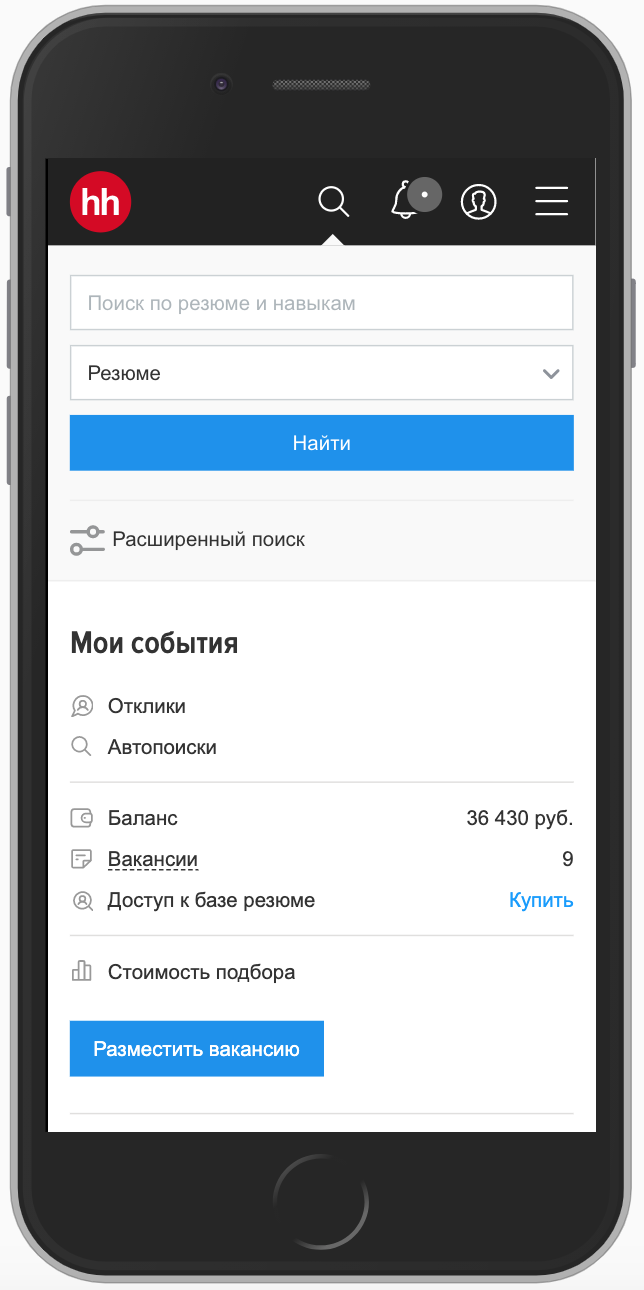 hh
Поиск по резюме и навыкам
Резюме
Найти
Расширенный поиск
Мои события
Отклики
Автопоиски
Баланс 36 430 руб.
Вакансии 9
Доступ к базе резюме Купить
Стоимость подбора
Разместить вакансию